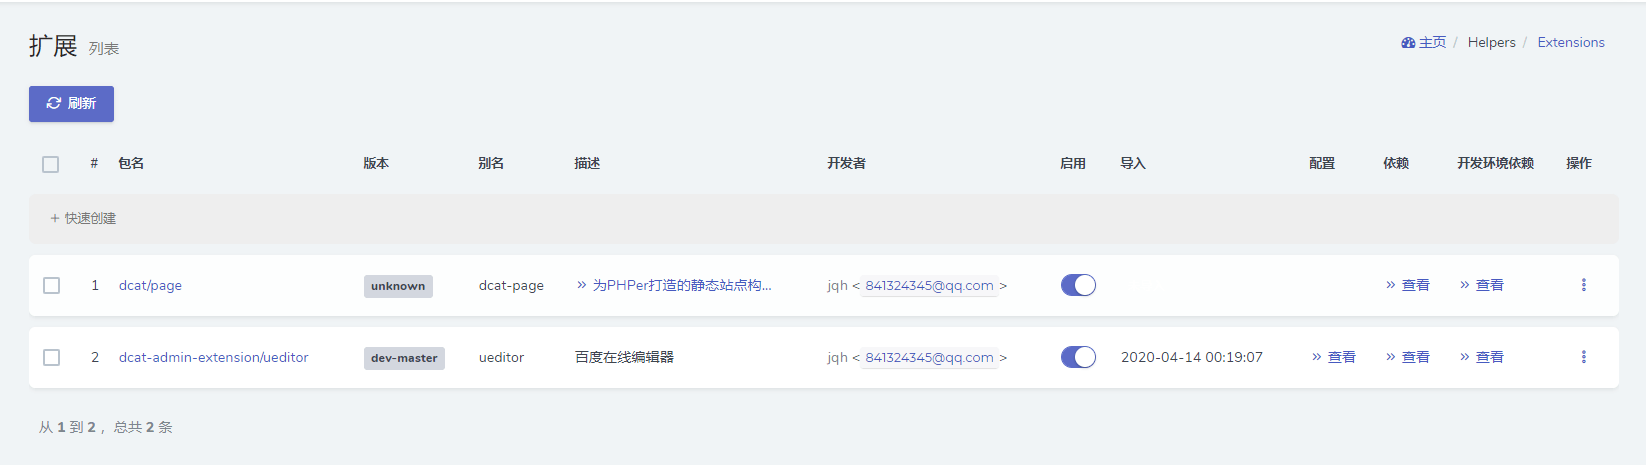 扩展 列表
主页 / Helpers / Extensions
刷新
# 包名 版本 别名 描述 开发者 启用 导入 配置 依赖 开发环境依赖 操作
+ 快速创建
1 dcat/page unknown dcat-page » 为PHPer打造的静态站点构... jqh < 841324345@qq.com > » 查看 » 查看
2 dcat-admin-extension/ueditor dev-master ueditor 百度在线编辑器 jqh < 841324345@qq.com > 2020-04-14 00:19:07 » 查看 » 查看 » 查看
从 1 到 2 ，总共 2 条